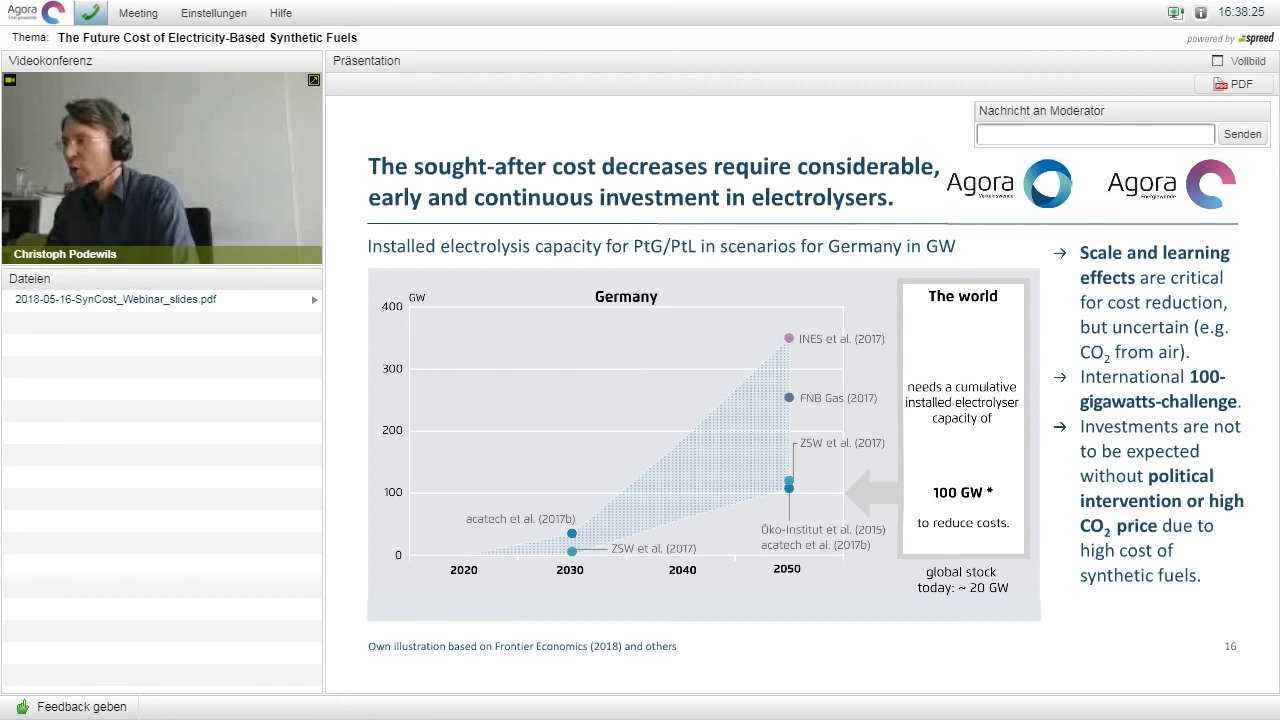 Agora
Energiewende
Meeting
Einstellungen
Hilfe
16:38:25
Thema: The Future Cost of Electricity-Based Synthetic Fuels
powered by spreed
Videokonferenz
Christoph Podewils
Dateien
2018-05-16-SynCost_Webinar_slides.pdf
Präsentation
Vollbild
PDF
Nachricht an Moderator
Senden
The sought-after cost decreases require considerable,
early and continuous investment in electrolysers.
Agora
Verkehrswende
Agora
Energiewende
Installed electrolysis capacity for PtG/PtL in scenarios for Germany in GW
GW
Germany
400
300
200
100
0
INES et al. (2017)
FNB Gas (2017)
ZSW et al. (2017)
acatech et al. (2017b)
ZSW et al. (2017)
Öko-Institut et al. (2015)
acatech et al. (2017b)
2020
2030
2040
2050
The world
needs a cumulative
installed electrolyser
capacity of
100 GW *
to reduce costs.
global stock
today: ~ 20 GW
→ Scale and learning
effects are critical
for cost reduction,
but uncertain (e.g.
CO₂ from air).
→ International 100-
gigawatts-challenge.
→ Investments are not
to be expected
without political
intervention or high
CO₂ price due to
high cost of
synthetic fuels.
Own illustration based on Frontier Economics (2018) and others
16
Feedback geben